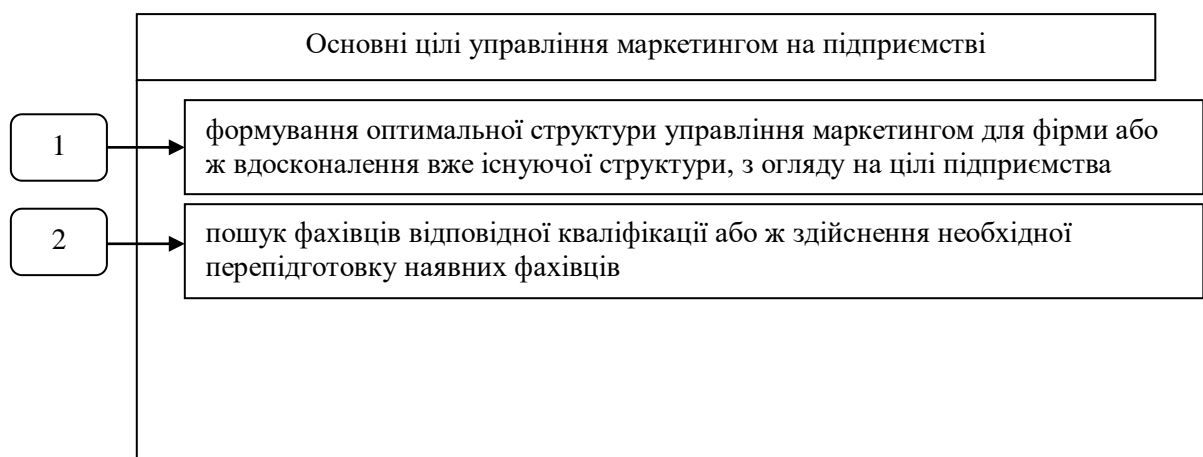 Основні цілі управління маркетингом на підприємстві
1
формування оптимальної структури управління маркетингом для фірми або
ж вдосконалення вже існуючої структури, з огляду на цілі підприємства
2
пошук фахівців відповідної кваліфікації або ж здійснення необхідної
перепідготовку наявних фахівців